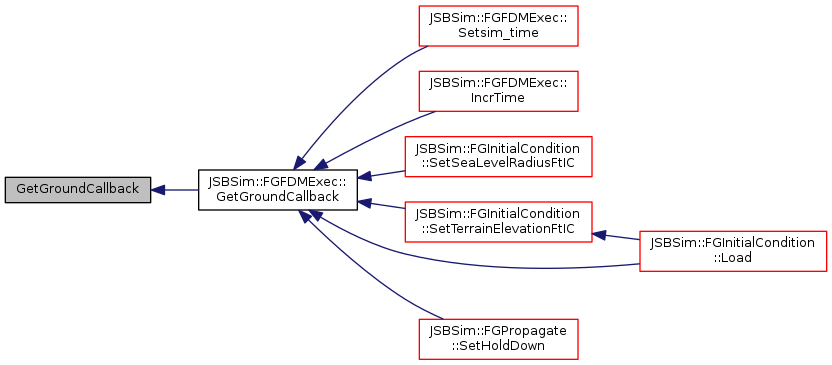 JSBSim::FGFDMExec::
Setsim_time
JSBSim::FGFDMExec::
IncrTime
JSBSim::FGInitialCondition
::SetSeaLevelRadiusFtIC
GetGroundCallback
JSBSim::FGFDMExec::
GetGroundCallback
JSBSim::FGInitialCondition
::SetTerrainElevationFtIC
JSBSim::FGInitialCondition
::Load
JSBSim::FGPropagate
::SetHoldDown